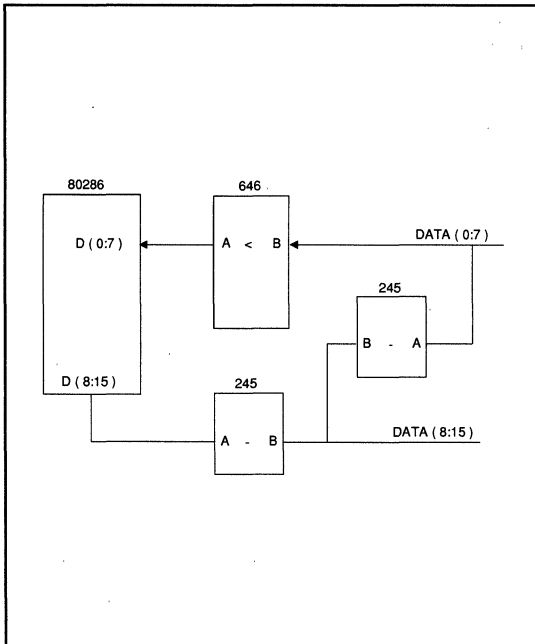 80286
646
D ( 0:7 )
A < B
DATA ( 0:7 )
245
B - A
D ( 8:15 )
245
A - B
DATA ( 8:15 )